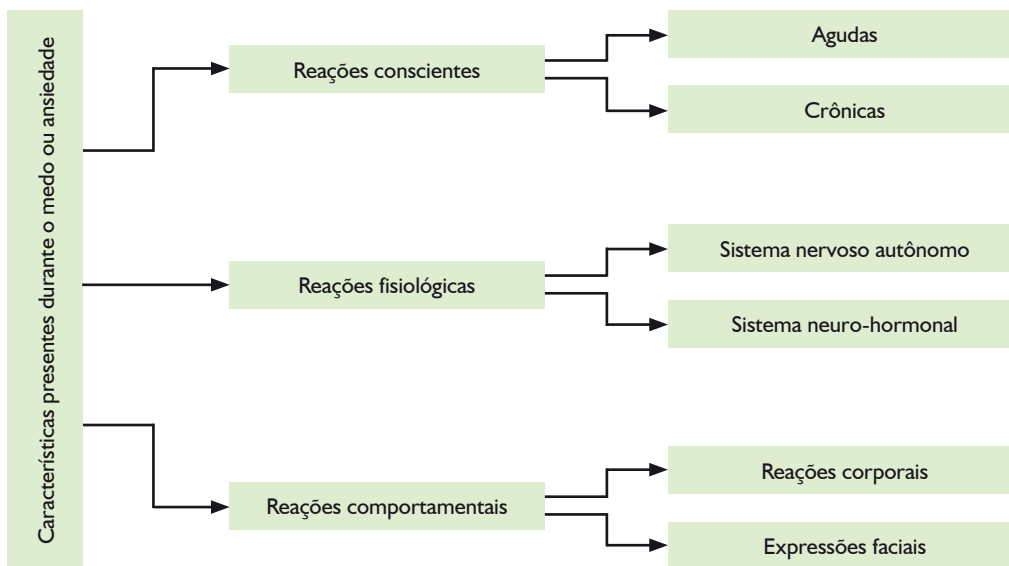 Características presentes durante o medo ou ansiedade
Reações conscientes
Agudas
Crônicas
Reações fisiológicas
Sistema nervoso autônomo
Sistema neuro-hormonal
Reações comportamentais
Reações corporais
Expressões faciais